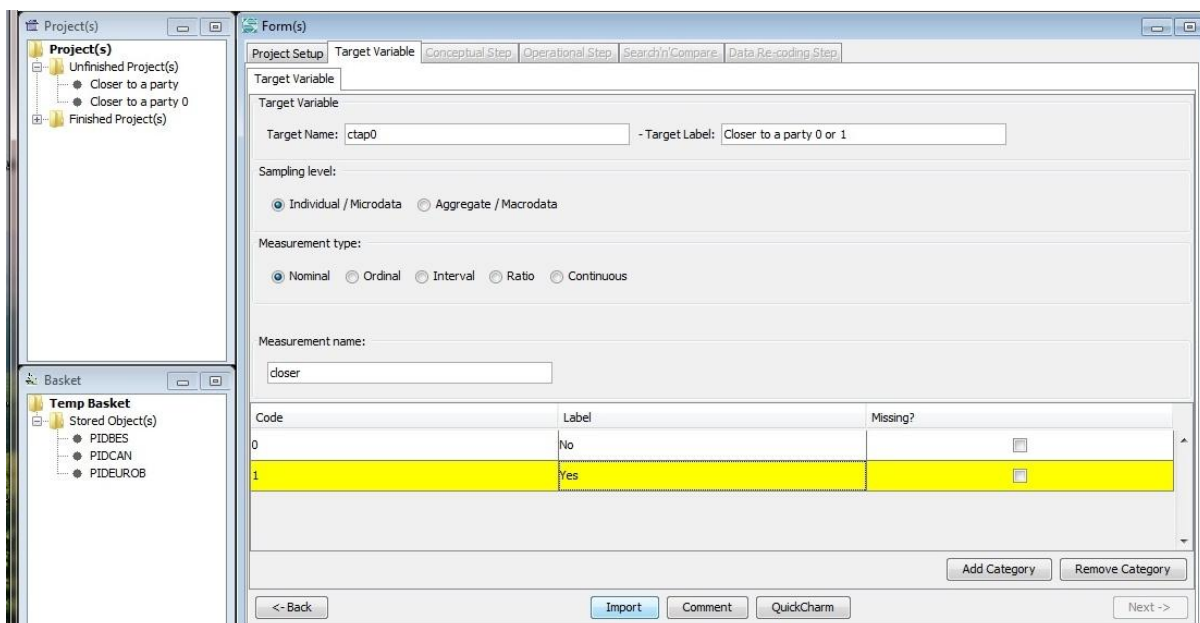 Project(s)
Project(s)
Unfinished Project(s)
Closer to a party
Closer to a party 0
Finished Project(s)
Basket
Temp Basket
Stored Object(s)
PIDBES
PIDCAN
PIDEUROB
Form(s)
Project Setup Target Variable Conceptual Step Operational Step Search'n'Compare Data Re-coding Step
Target Variable
Target Variable
Target Name: ctap0 - Target Label: Closer to a party 0 or 1
Sampling level:
Individual / Microdata Aggregate / Macrodata
Measurement type:
Nominal Ordinal Interval Ratio Continuous
Measurement name:
closer
Code Label Missing?
0 No
1 Yes
Add Category Remove Category
<- Back Import Comment QuickCharm Next ->